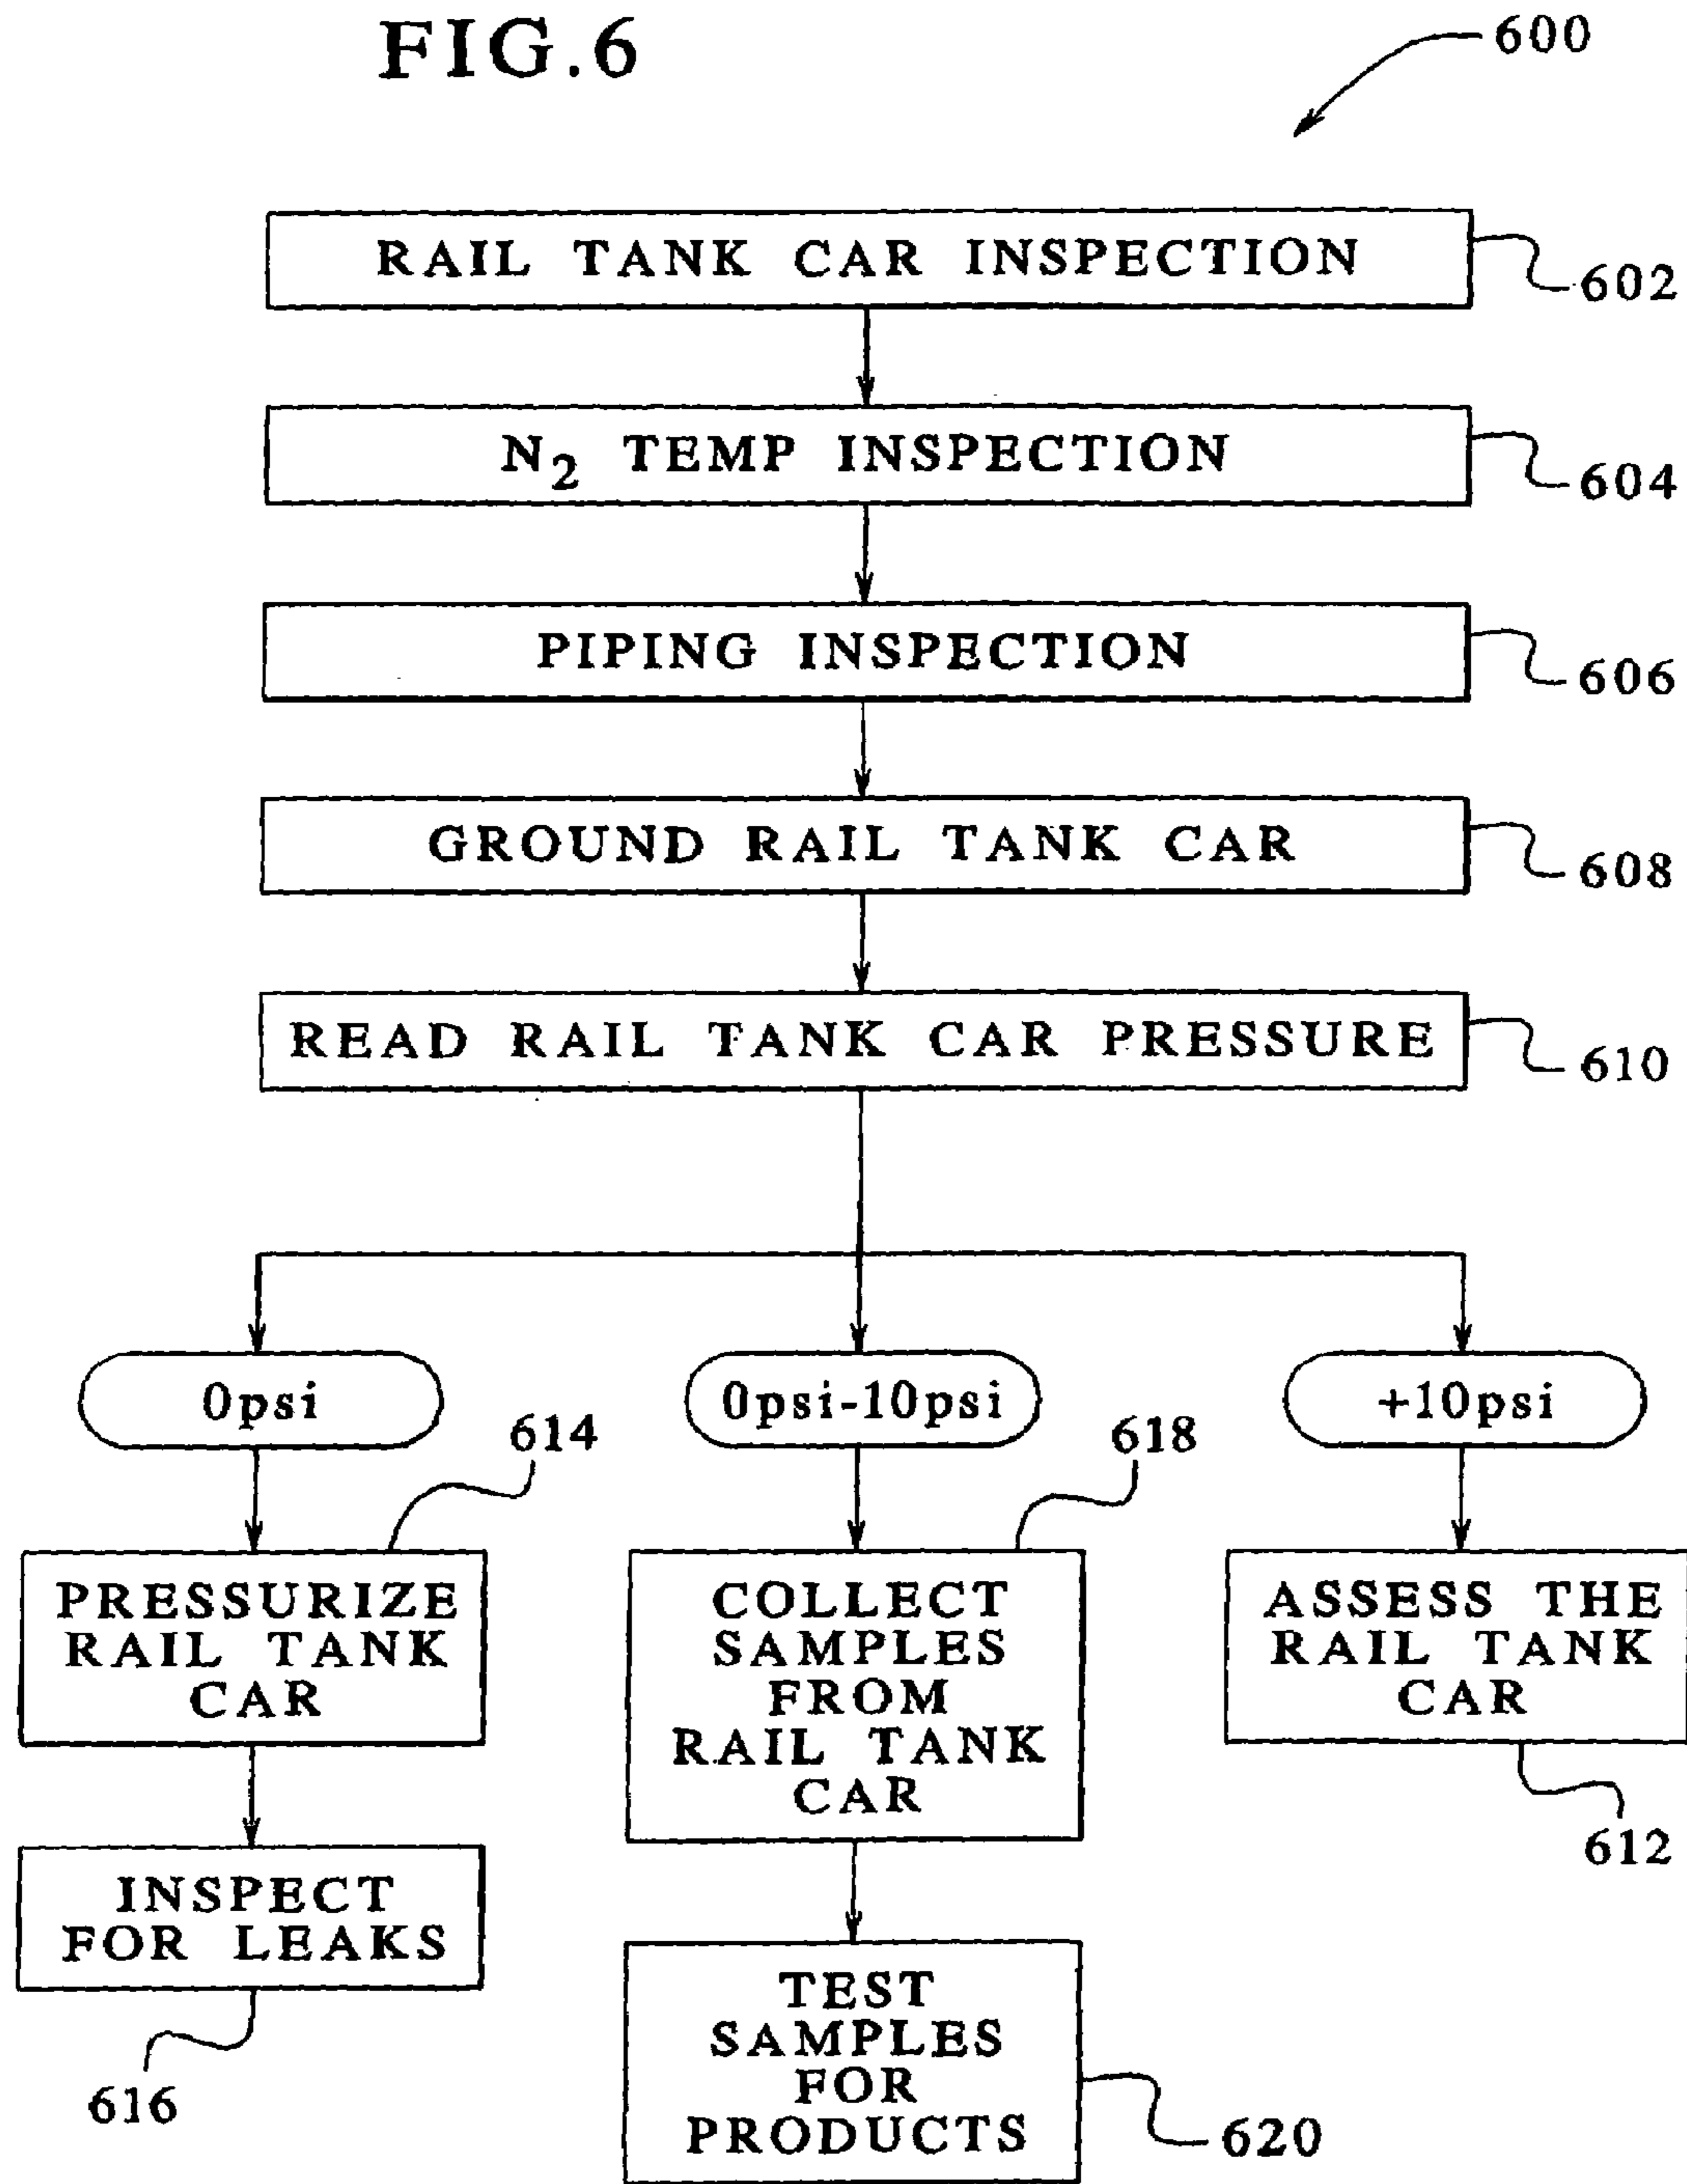 FIG.6
600
RAIL TANK CAR INSPECTION
602
N₂ TEMP INSPECTION
604
PIPING INSPECTION
606
GROUND RAIL TANK CAR
608
READ RAIL TANK CAR PRESSURE
610
0psi
0psi-10psi
+10psi
614
618
PRESSURIZE
RAIL TANK
CAR
COLLECT
SAMPLES
FROM
RAIL TANK
CAR
ASSESS THE
RAIL TANK
CAR
612
INSPECT
FOR LEAKS
616
TEST
SAMPLES
FOR
PRODUCTS
620